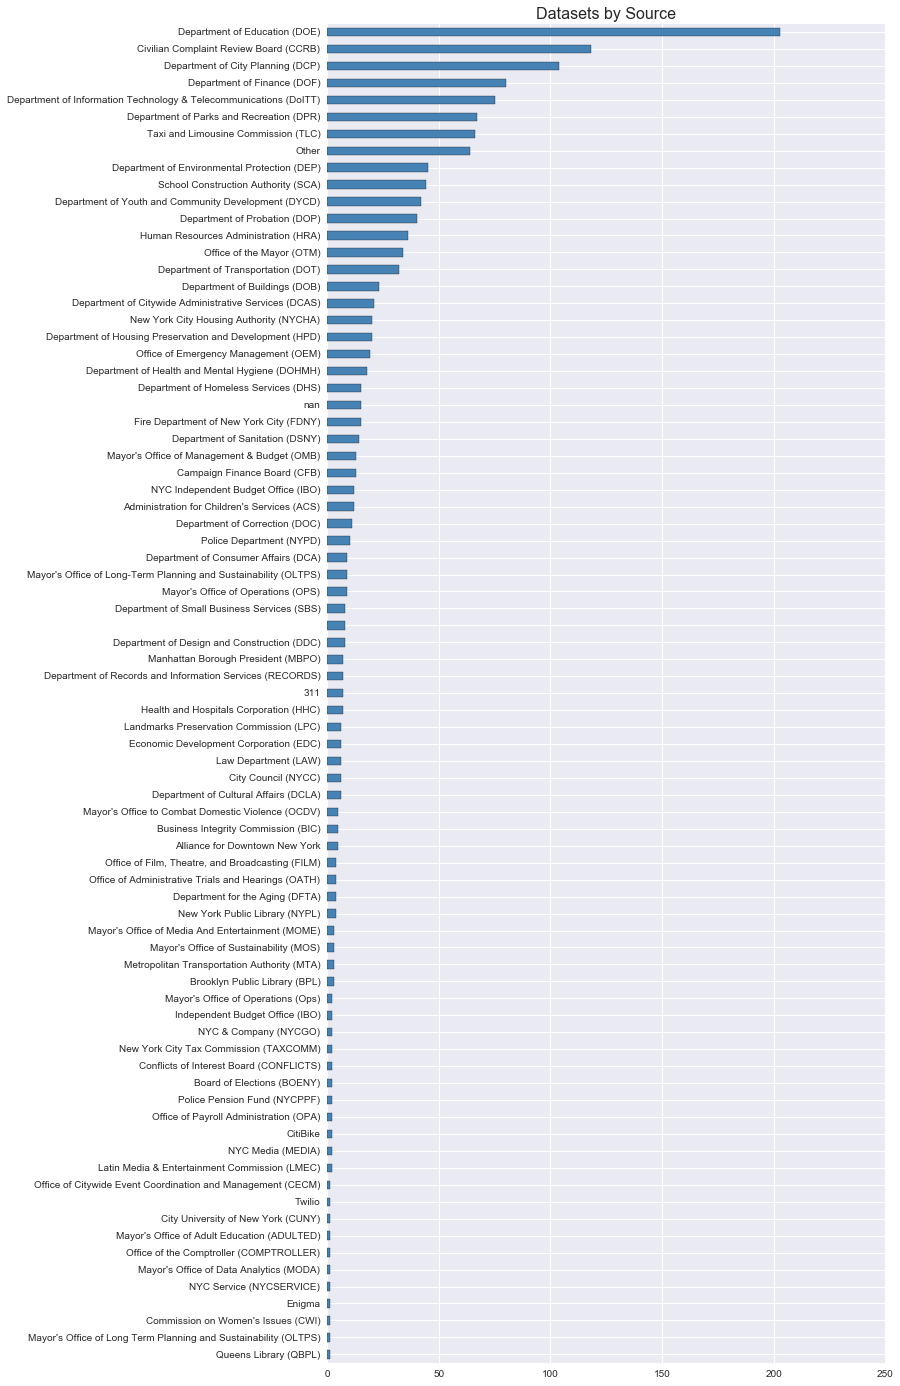 Datasets by Source
Department of Education (DOE)
Civilian Complaint Review Board (CCRB)
Department of City Planning (DCP)
Department of Finance (DOF)
Department of Information Technology & Telecommunications (DoITT)
Department of Parks and Recreation (DPR)
Taxi and Limousine Commission (TLC)
Other
Department of Environmental Protection (DEP)
School Construction Authority (SCA)
Department of Youth and Community Development (DYCD)
Department of Probation (DOP)
Human Resources Administration (HRA)
Office of the Mayor (OTM)
Department of Transportation (DOT)
Department of Buildings (DOB)
Department of Citywide Administrative Services (DCAS)
New York City Housing Authority (NYCHA)
Department of Housing Preservation and Development (HPD)
Office of Emergency Management (OEM)
Department of Health and Mental Hygiene (DOHMH)
Department of Homeless Services (DHS)
nan
Fire Department of New York City (FDNY)
Department of Sanitation (DSNY)
Mayor's Office of Management & Budget (OMB)
Campaign Finance Board (CFB)
NYC Independent Budget Office (IBO)
Administration for Children's Services (ACS)
Department of Correction (DOC)
Police Department (NYPD)
Department of Consumer Affairs (DCA)
Mayor's Office of Long-Term Planning and Sustainability (OLTPS)
Mayor's Office of Operations (OPS)
Department of Small Business Services (SBS)
Department of Design and Construction (DDC)
Manhattan Borough President (MBPO)
Department of Records and Information Services (RECORDS)
311
Health and Hospitals Corporation (HHC)
Landmarks Preservation Commission (LPC)
Economic Development Corporation (EDC)
Law Department (LAW)
City Council (NYCC)
Department of Cultural Affairs (DCLA)
Mayor's Office to Combat Domestic Violence (OCDV)
Business Integrity Commission (BIC)
Alliance for Downtown New York
Office of Film, Theatre, and Broadcasting (FILM)
Office of Administrative Trials and Hearings (OATH)
Department for the Aging (DFTA)
New York Public Library (NYPL)
Mayor's Office of Media And Entertainment (MOME)
Mayor's Office of Sustainability (MOS)
Metropolitan Transportation Authority (MTA)
Brooklyn Public Library (BPL)
Mayor's Office of Operations (Ops)
Independent Budget Office (IBO)
NYC & Company (NYCGO)
New York City Tax Commission (TAXCOMM)
Conflicts of Interest Board (CONFLICTS)
Board of Elections (BOENY)
Police Pension Fund (NYCPPF)
Office of Payroll Administration (OPA)
CitiBike
NYC Media (MEDIA)
Latin Media & Entertainment Commission (LMEC)
Office of Citywide Event Coordination and Management (CECM)
Twilio
City University of New York (CUNY)
Mayor's Office of Adult Education (ADULTED)
Office of the Comptroller (COMPTROLLER)
Mayor's Office of Data Analytics (MODA)
NYC Service (NYCSERVICE)
Enigma
Commission on Women's Issues (CWI)
Mayor's Office of Long Term Planning and Sustainability (OLTPS)
Queens Library (QBPL)
0 50 100 150 200 250